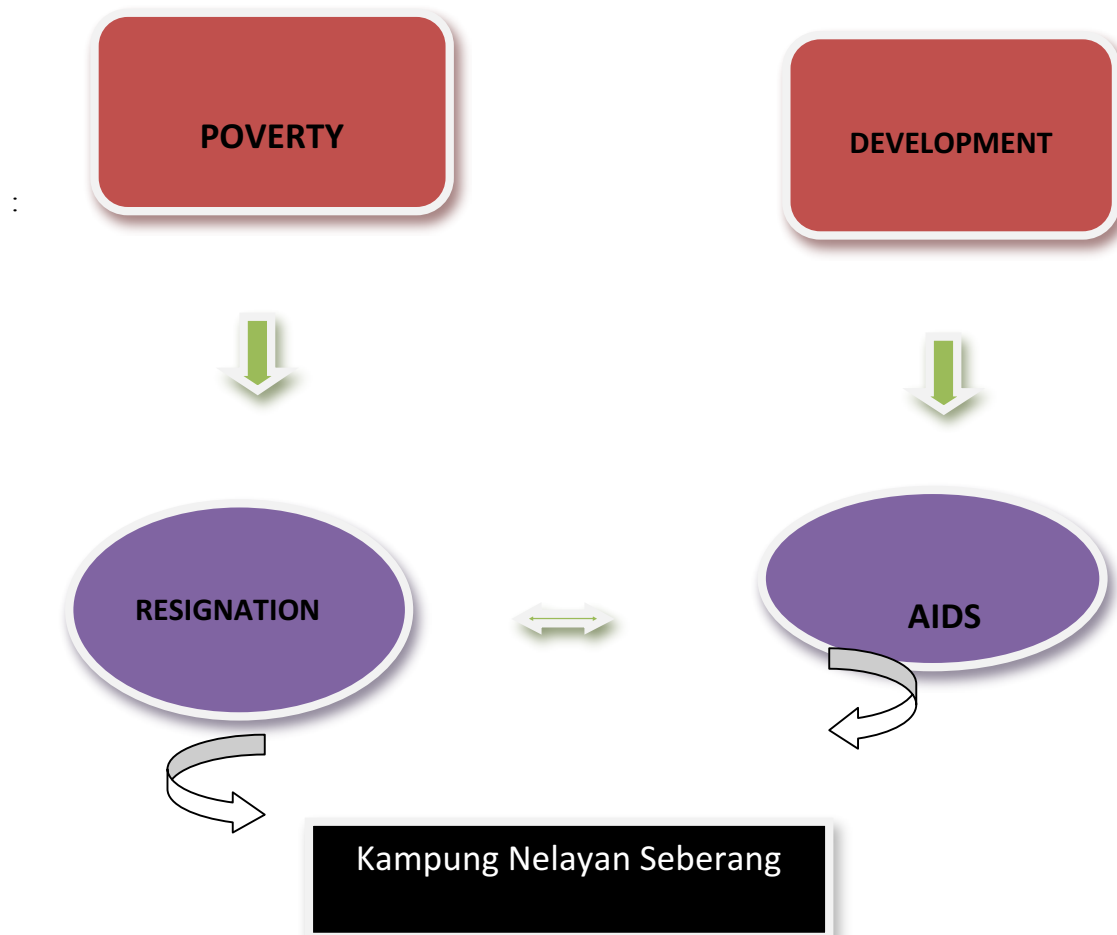 POVERTY
DEVELOPMENT
:
RESIGNATION
AIDS
Kampung Nelayan Seberang